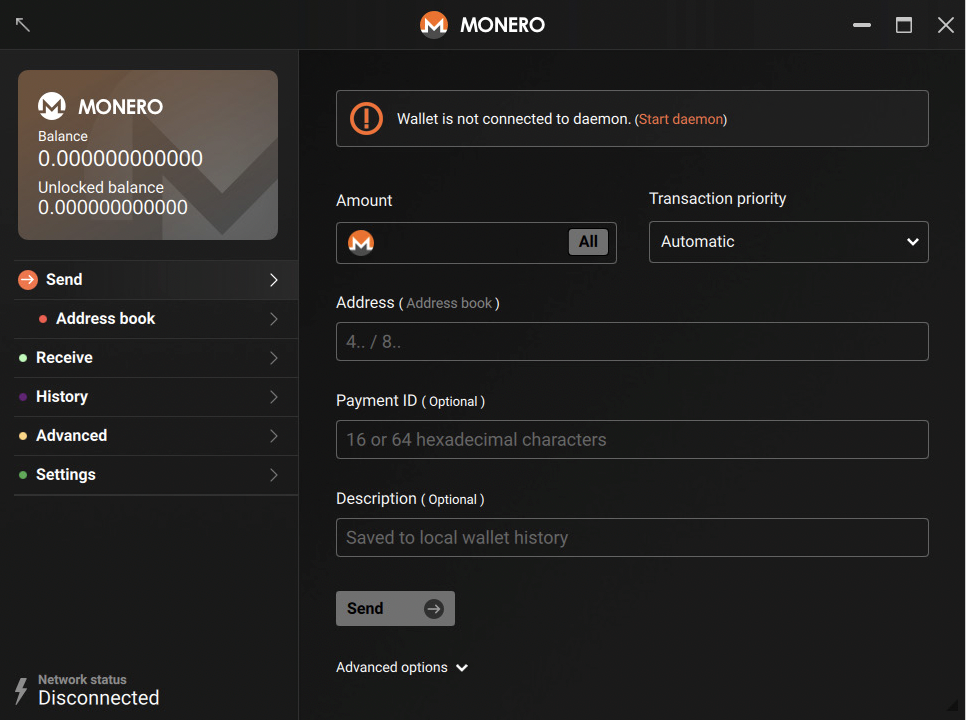 MONERO
MONERO
Balance
0.000000000000
Unlocked balance
0.000000000000
Send
Address book
Receive
History
Advanced
Settings
Network status
Disconnected
Wallet is not connected to daemon. (Start daemon)
Amount
All
Transaction priority
Automatic
Address ( Address book )
4.. / 8..
Payment ID ( Optional )
16 or 64 hexadecimal characters
Description ( Optional )
Saved to local wallet history
Send
Advanced options